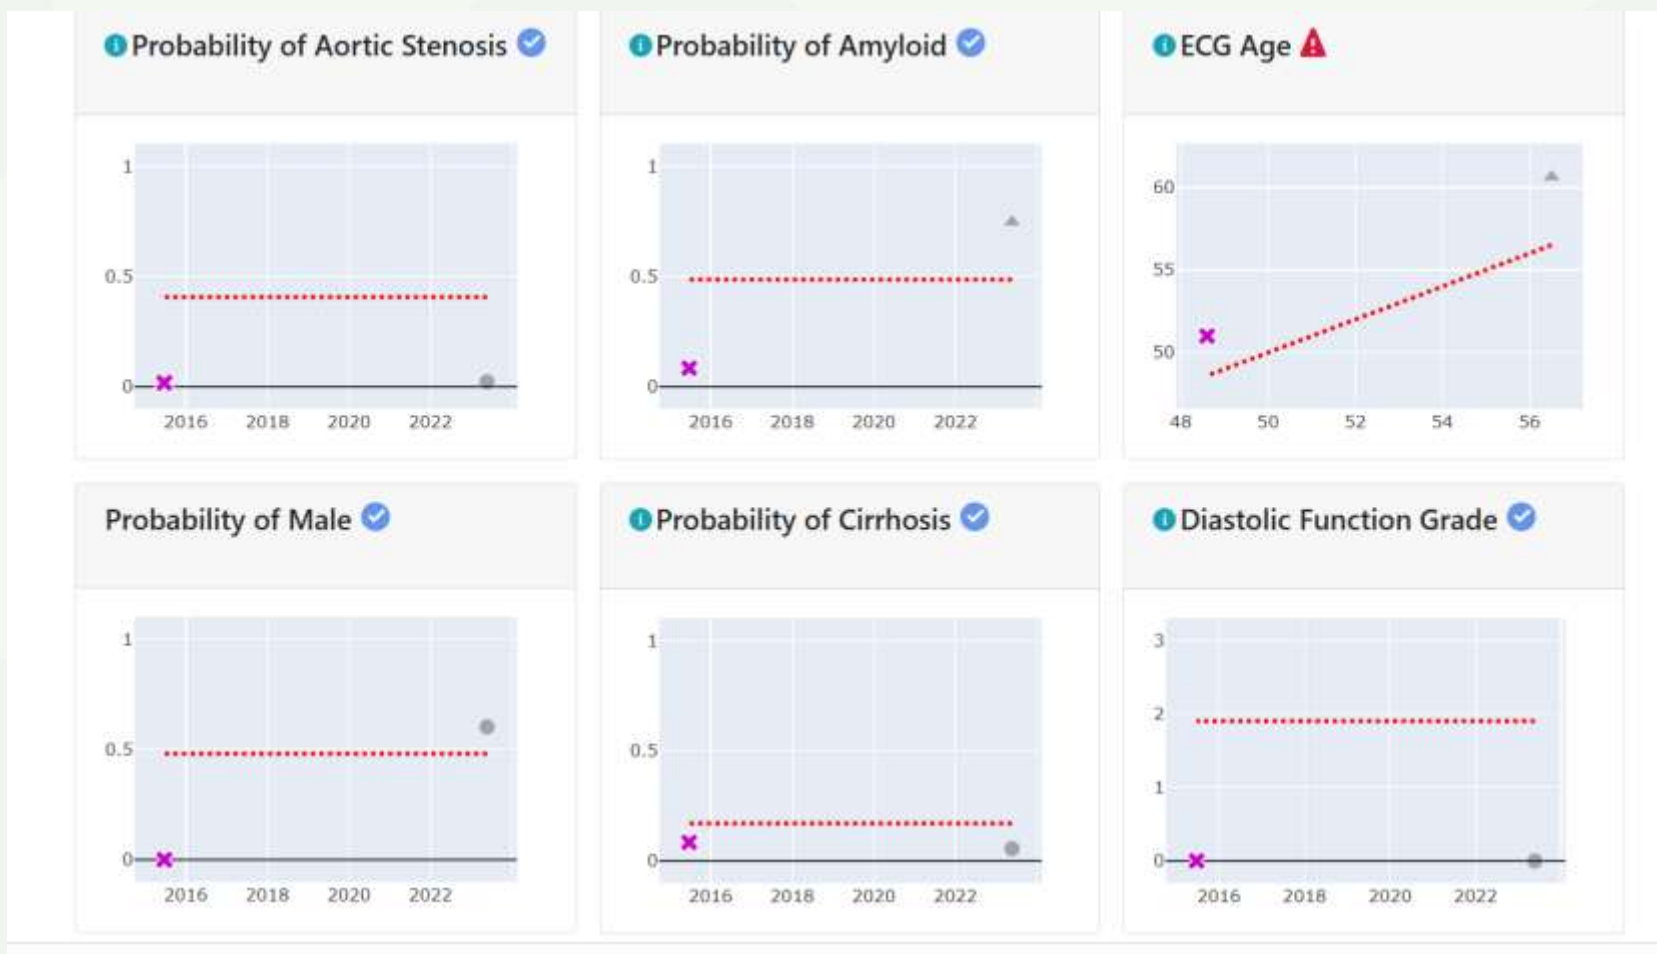 Probability of Aortic Stenosis
Probability of Amyloid
ECG Age
1
0.5
0
2016 2018 2020 2022
1
0.5
0
2016 2018 2020 2022
60
55
50
48 50 52 54 56
Probability of Male
Probability of Cirrhosis
Diastolic Function Grade
1
0.5
0
2016 2018 2020 2022
1
0.5
0
2016 2018 2020 2022
3
2
1
0
2016 2018 2020 2022